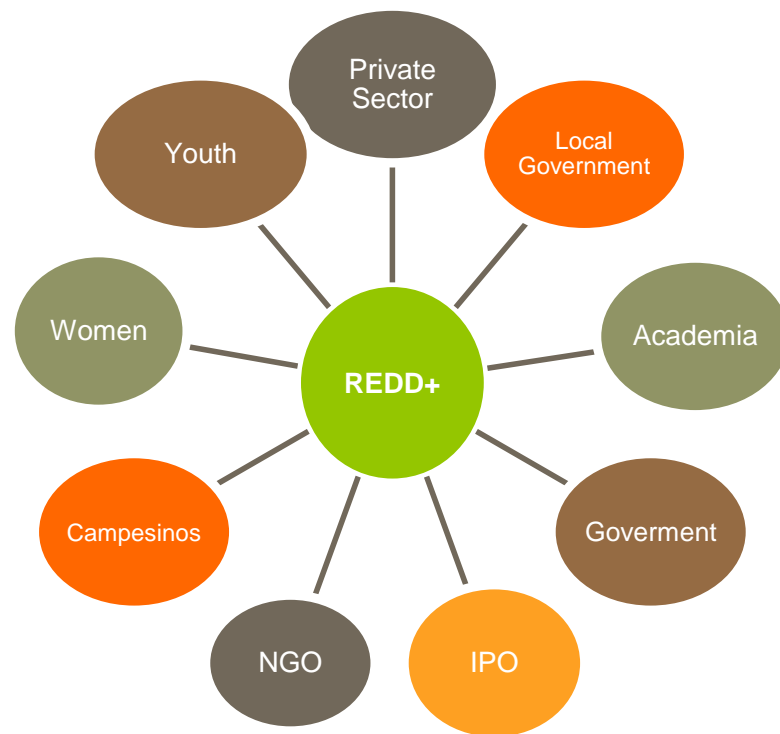 Private
Sector
Local
Government
Academia
Goverment
IPO
NGO
Campesinos
Women
Youth
REDD+